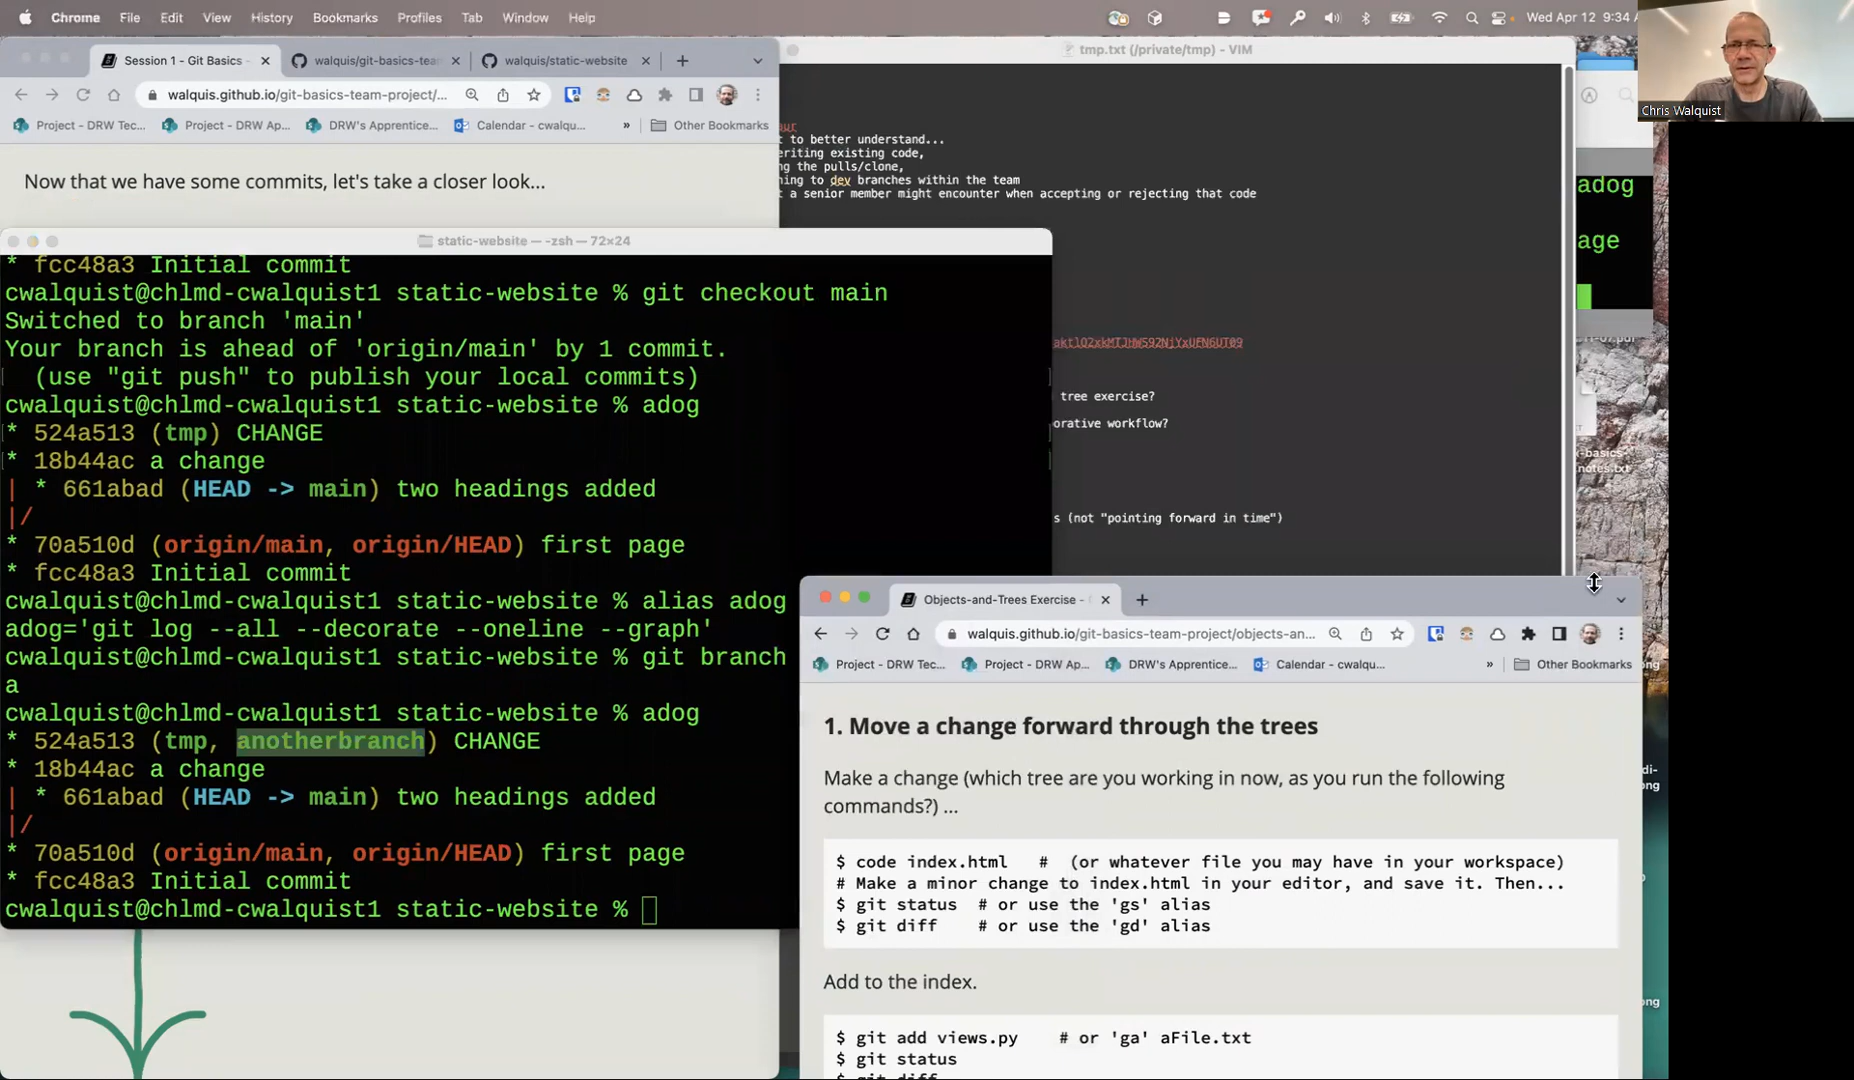 Chrome File Edit View History Bookmarks Profiles Tab Window Help
Wed Apr 12 9:34
Session 1 - Git Basics - walquis/git-basics-tea walquis/static-website
walquis.github.io/git-basics-team-project/...
Project - DRW Tec... Project - DRW Ap... DRW's Apprentice... Calendar - cwalqu... » Other Bookmarks
Now that we have some commits, let's take a closer look...
tmp.txt (/private/tmp) - VIM
to better understand...
eriting existing code,
ng the pulls/clone,
ning to dev branches within the team
t a senior member might encounter when accepting or rejecting that code
tree exercise?
orative workflow?
s (not "pointing forward in time")
Chris Walquist
adog
age
static-website — -zsh — 72×24
* fcc48a3 Initial commit
cwalquist@chlmd-cwalquist1 static-website % git checkout main
Switched to branch 'main'
Your branch is ahead of 'origin/main' by 1 commit.
(use "git push" to publish your local commits)
cwalquist@chlmd-cwalquist1 static-website % adog
* 524a513 (tmp) CHANGE
* 18b44ac a change
| * 661abad (HEAD -> main) two headings added
|/
* 70a510d (origin/main, origin/HEAD) first page
* fcc48a3 Initial commit
cwalquist@chlmd-cwalquist1 static-website % alias adog
adog='git log --all --decorate --oneline --graph'
cwalquist@chlmd-cwalquist1 static-website % git branch
a
cwalquist@chlmd-cwalquist1 static-website % adog
* 524a513 (tmp, anotherbranch) CHANGE
* 18b44ac a change
| * 661abad (HEAD -> main) two headings added
|/
* 70a510d (origin/main, origin/HEAD) first page
* fcc48a3 Initial commit
cwalquist@chlmd-cwalquist1 static-website %
Objects-and-Trees Exercise -
walquis.github.io/git-basics-team-project/objects-an...
Project - DRW Tec... Project - DRW Ap... DRW's Apprentice... Calendar - cwalqu... » Other Bookmarks
1. Move a change forward through the trees
Make a change (which tree are you working in now, as you run the following
commands?) ...
$ code index.html # (or whatever file you may have in your workspace)
# Make a minor change to index.html in your editor, and save it. Then...
$ git status # or use the 'gs' alias
$ git diff # or use the 'gd' alias
Add to the index.
$ git add views.py # or 'ga' aFile.txt
$ git status
$ git diff